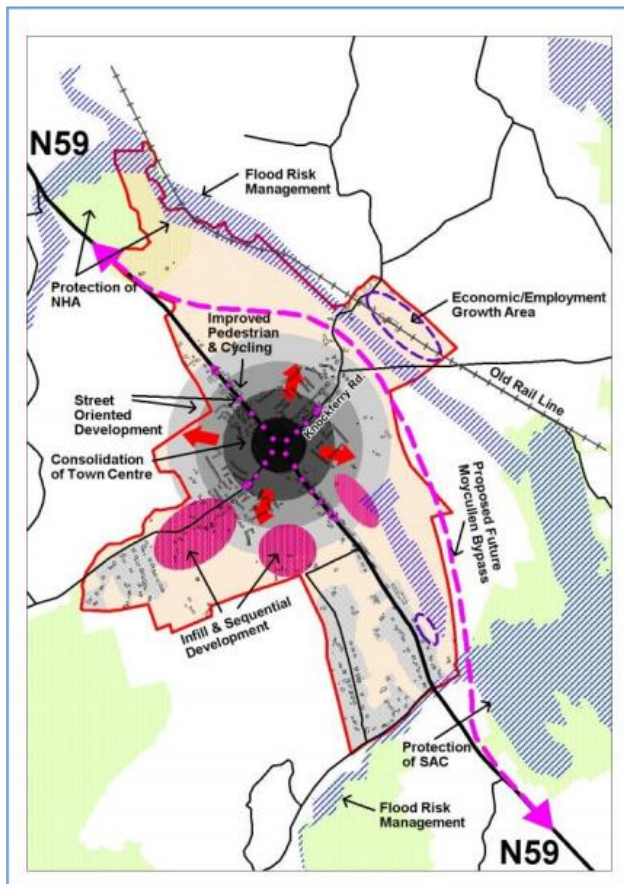 N59
Flood Risk
Management
Protection of
NHA
Improved
Pedestrian
& Cycling
Economic/Employment
Growth Area
Old Rail Line
Street
Oriented
Development
Knockferry Rd.
Consolidation
of Town Centre
Proposed Future
Moycullen Bypass
Infill & Sequential
Development
Protection
of SAC
Flood Risk
Management
N59